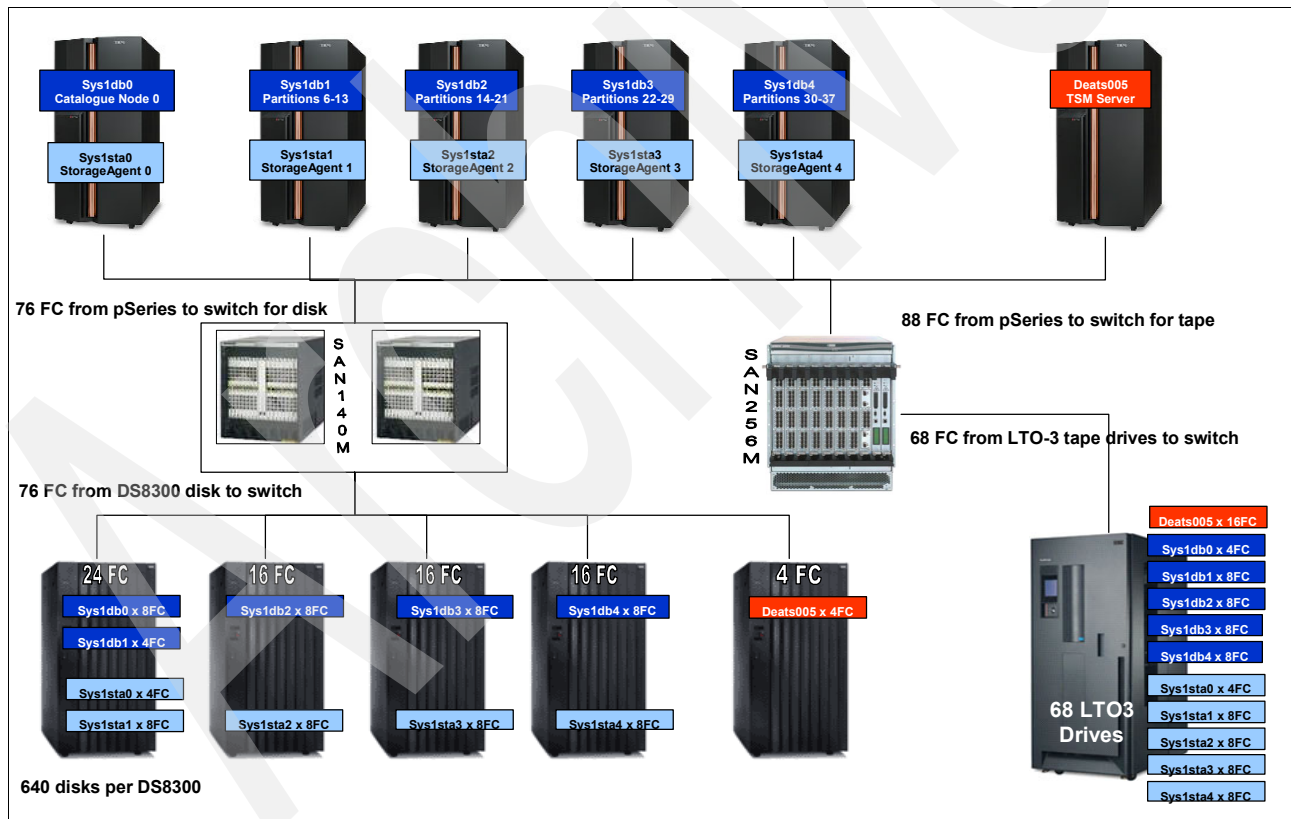 Sys1db0
Catalogue Node 0
Sys1db1
Partitions 6-13
Sys1db2
Partitions 14-21
Sys1db3
Partitions 22-29
Sys1db4
Partitions 30-37
Deats005
TSM Server
Sys1sta0
StorageAgent 0
Sys1sta1
StorageAgent 1
Sys1sta2
StorageAgent 2
Sys1sta3
StorageAgent 3
Sys1sta4
StorageAgent 4
76 FC from pSeries to switch for disk
88 FC from pSeries to switch for tape
SAN140M
SAN256M
68 FC from LTO-3 tape drives to switch
76 FC from DS8300 disk to switch
24 FC
16 FC
16 FC
16 FC
4 FC
Sys1db0 x 8FC
Sys1db1 x 4FC
Sys1sta0 x 4FC
Sys1sta1 x 8FC
Sys1db2 x 8FC
Sys1sta2 x 8FC
Sys1db3 x 8FC
Sys1sta3 x 8FC
Sys1db4 x 8FC
Sys1sta4 x 8FC
Deats005 x 4FC
68 LTO3
Drives
Deats005 x 16FC
Sys1db0 x 4FC
Sys1db1 x 8FC
Sys1db2 x 8FC
Sys1db3 x 8FC
Sys1db4 x 8FC
Sys1sta0 x 4FC
Sys1sta1 x 8FC
Sys1sta2 x 8FC
Sys1sta3 x 8FC
Sys1sta4 x 8FC
640 disks per DS8300